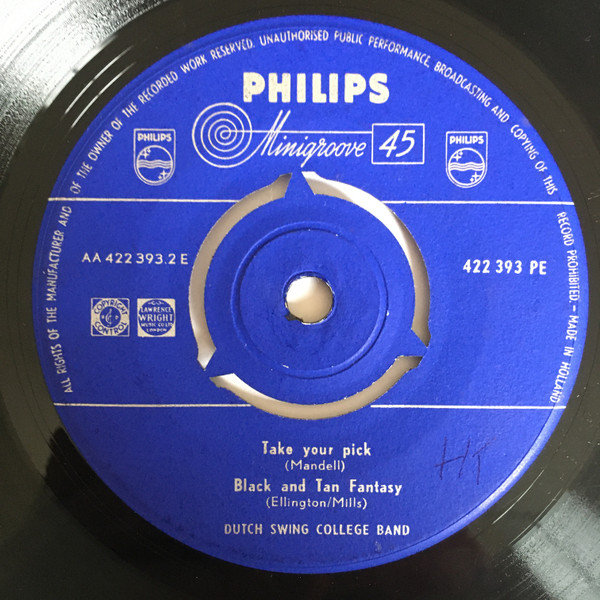 ALL RIGHTS OF THE MANUFACTURER AND OF THE OWNER OF THE RECORDED WORK RESERVED. UNAUTHORISED PUBLIC PERFORMANCE, BROADCASTING AND COPYING OF THIS RECORD PROHIBITED - MADE IN HOLLAND
PHILIPS
Minigroove 45
PHILIPS
PHILIPS
AA 422 393.2 E
422 393 PE
COPYRIGHT CONTROL
LAWRENCE WRIGHT MUSIC CO LTD LONDON
Take your pick
(Mandell)
Black and Tan Fantasy
(Ellington/Mills)
DUTCH SWING COLLEGE BAND